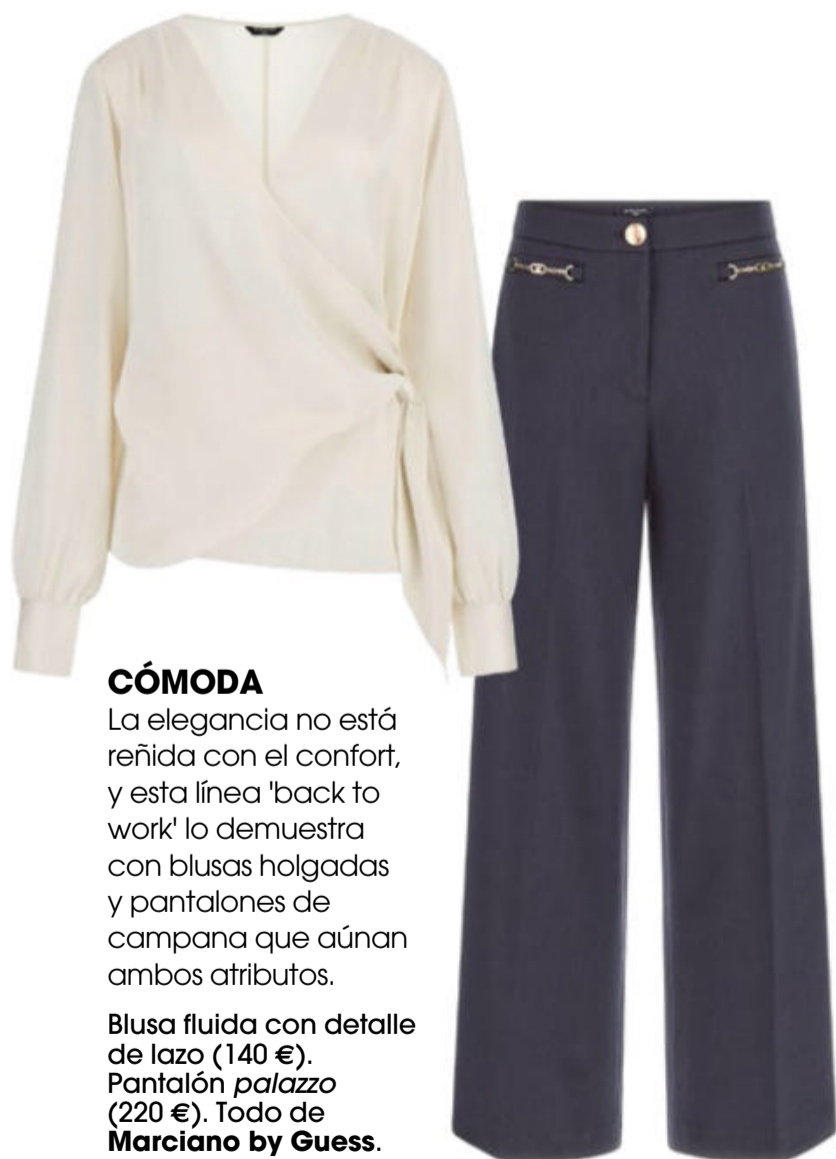 CÓMODA
La elegancia no está
reñida con el confort,
y esta línea 'back to
work' lo demuestra
con blusas holgadas
y pantalones de
campana que aúnan
ambos atributos.
Blusa fluida con detalle
de lazo (140 €).
Pantalón palazzo
(220 €). Todo de
Marciano by Guess.